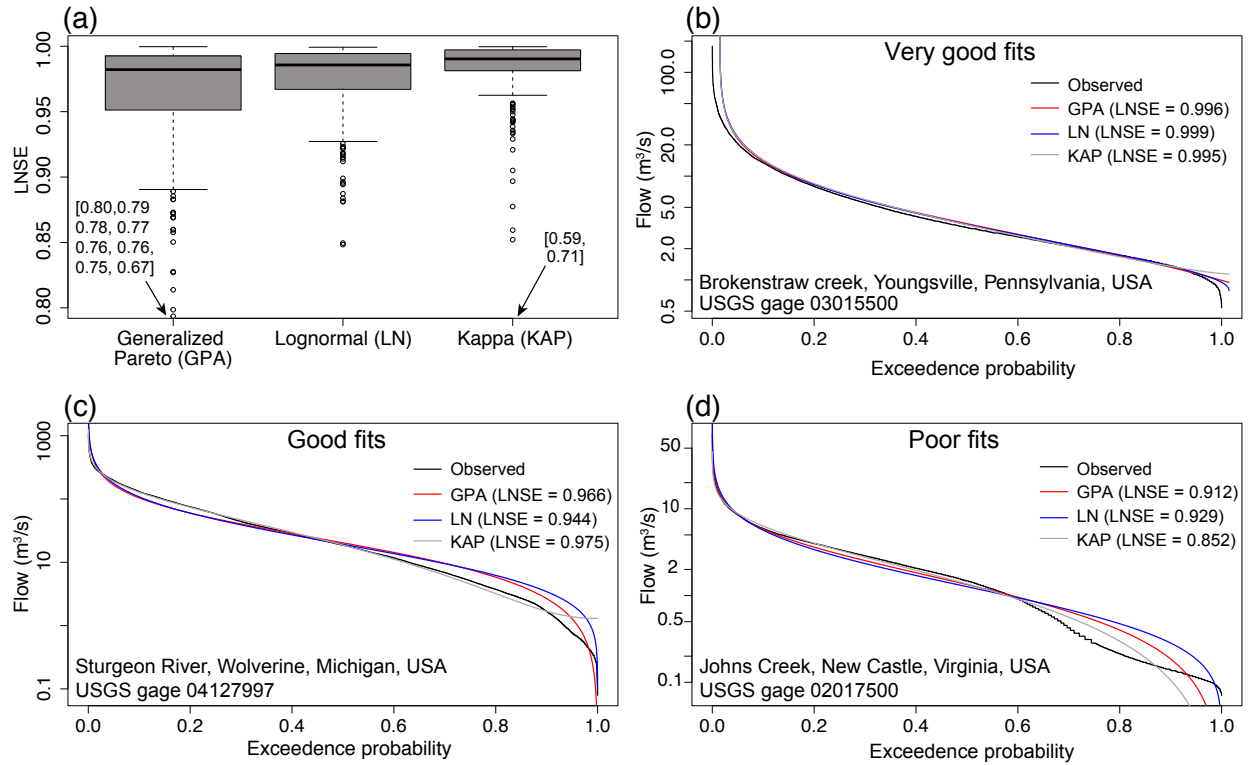 (a)
LNSE
1.00
0.95
0.90
0.85
0.80
[0.80,0.79
0.78, 0.77
0.76, 0.76,
0.75, 0.67]
[0.59,
0.71]
Generalized
Pareto (GPA)
Lognormal (LN)
Kappa (KAP)
(b)
Very good fits
Flow (m³/s)
100.0
20.0
5.0
2.0
0.5
Observed
GPA (LNSE = 0.996)
LN (LNSE = 0.999)
KAP (LNSE = 0.995)
Brokenstraw creek, Youngsville, Pennsylvania, USA
USGS gage 03015500
0.0 0.2 0.4 0.6 0.8 1.0
Exceedence probability
(c)
Good fits
Flow (m³/s)
1000
10
0.1
Observed
GPA (LNSE = 0.966)
LN (LNSE = 0.944)
KAP (LNSE = 0.975)
Sturgeon River, Wolverine, Michigan, USA
USGS gage 04127997
0.0 0.2 0.4 0.6 0.8 1.0
Exceedence probability
(d)
Poor fits
Flow (m³/s)
50
10
2
0.5
0.1
Observed
GPA (LNSE = 0.912)
LN (LNSE = 0.929)
KAP (LNSE = 0.852)
Johns Creek, New Castle, Virginia, USA
USGS gage 02017500
0.0 0.2 0.4 0.6 0.8 1.0
Exceedence probability